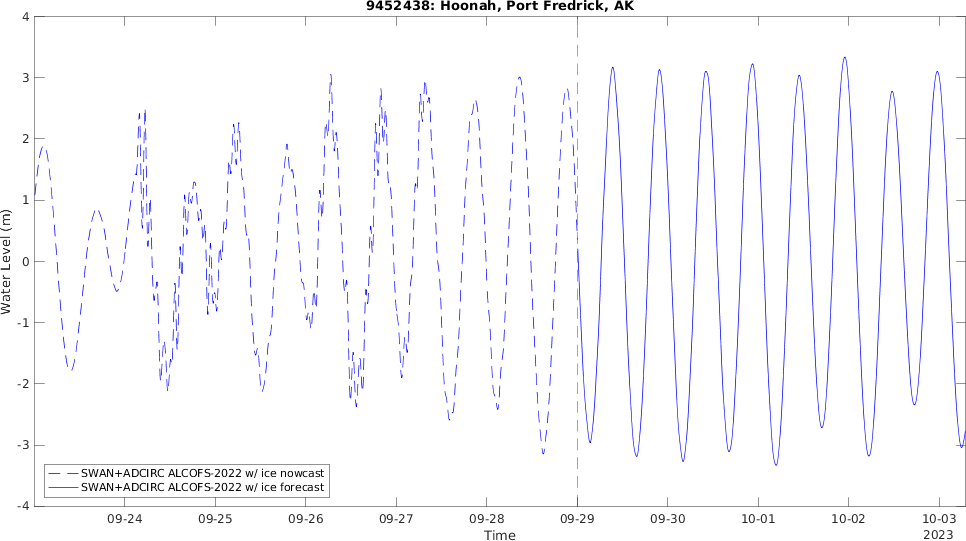 9452438: Hoonah, Port Fredrick, AK
4
3
2
1
0
-1
-2
-3
-4
Water Level (m)
SWAN+ADCIRC ALCOFS-2022 w/ ice nowcast
SWAN+ADCIRC ALCOFS-2022 w/ ice forecast
09-24 09-25 09-26 09-27 09-28 09-29 09-30 10-01 10-02 10-03
Time
2023